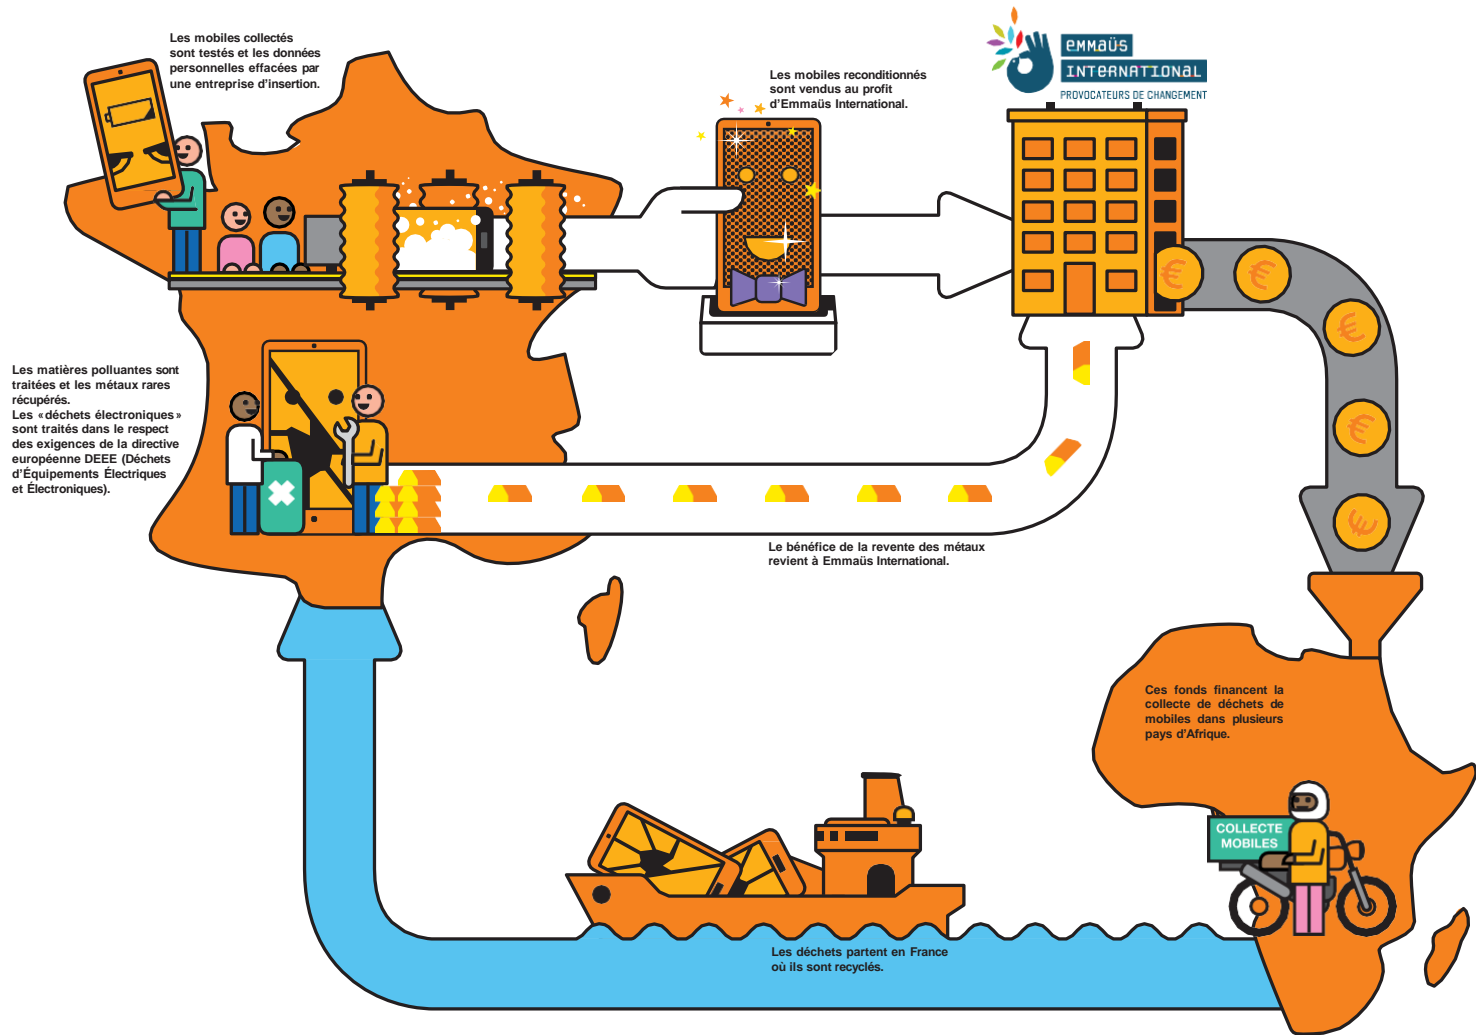 Les mobiles collectés
sont testés et les données
personnelles effacées par
une entreprise d'insertion.
Les mobiles reconditionnés
sont vendus au profit
d'Emmaüs International.
emmaüs
INTERNATIONAL
PROVOCATEURS DE CHANGEMENT
Les matières polluantes sont
traitées et les métaux rares
récupérés.
Les «déchets électroniques»
sont traités dans le respect
des exigences de la directive
européenne DEEE (Déchets
d'Équipements Électriques
et Électroniques).
Le bénéfice de la revente des métaux
revient à Emmaüs International.
Ces fonds financent la
collecte de déchets de
mobiles dans plusieurs
pays d'Afrique.
COLLECTE
MOBILES
Les déchets partent en France
où ils sont recyclés.
€
€
€
€
€